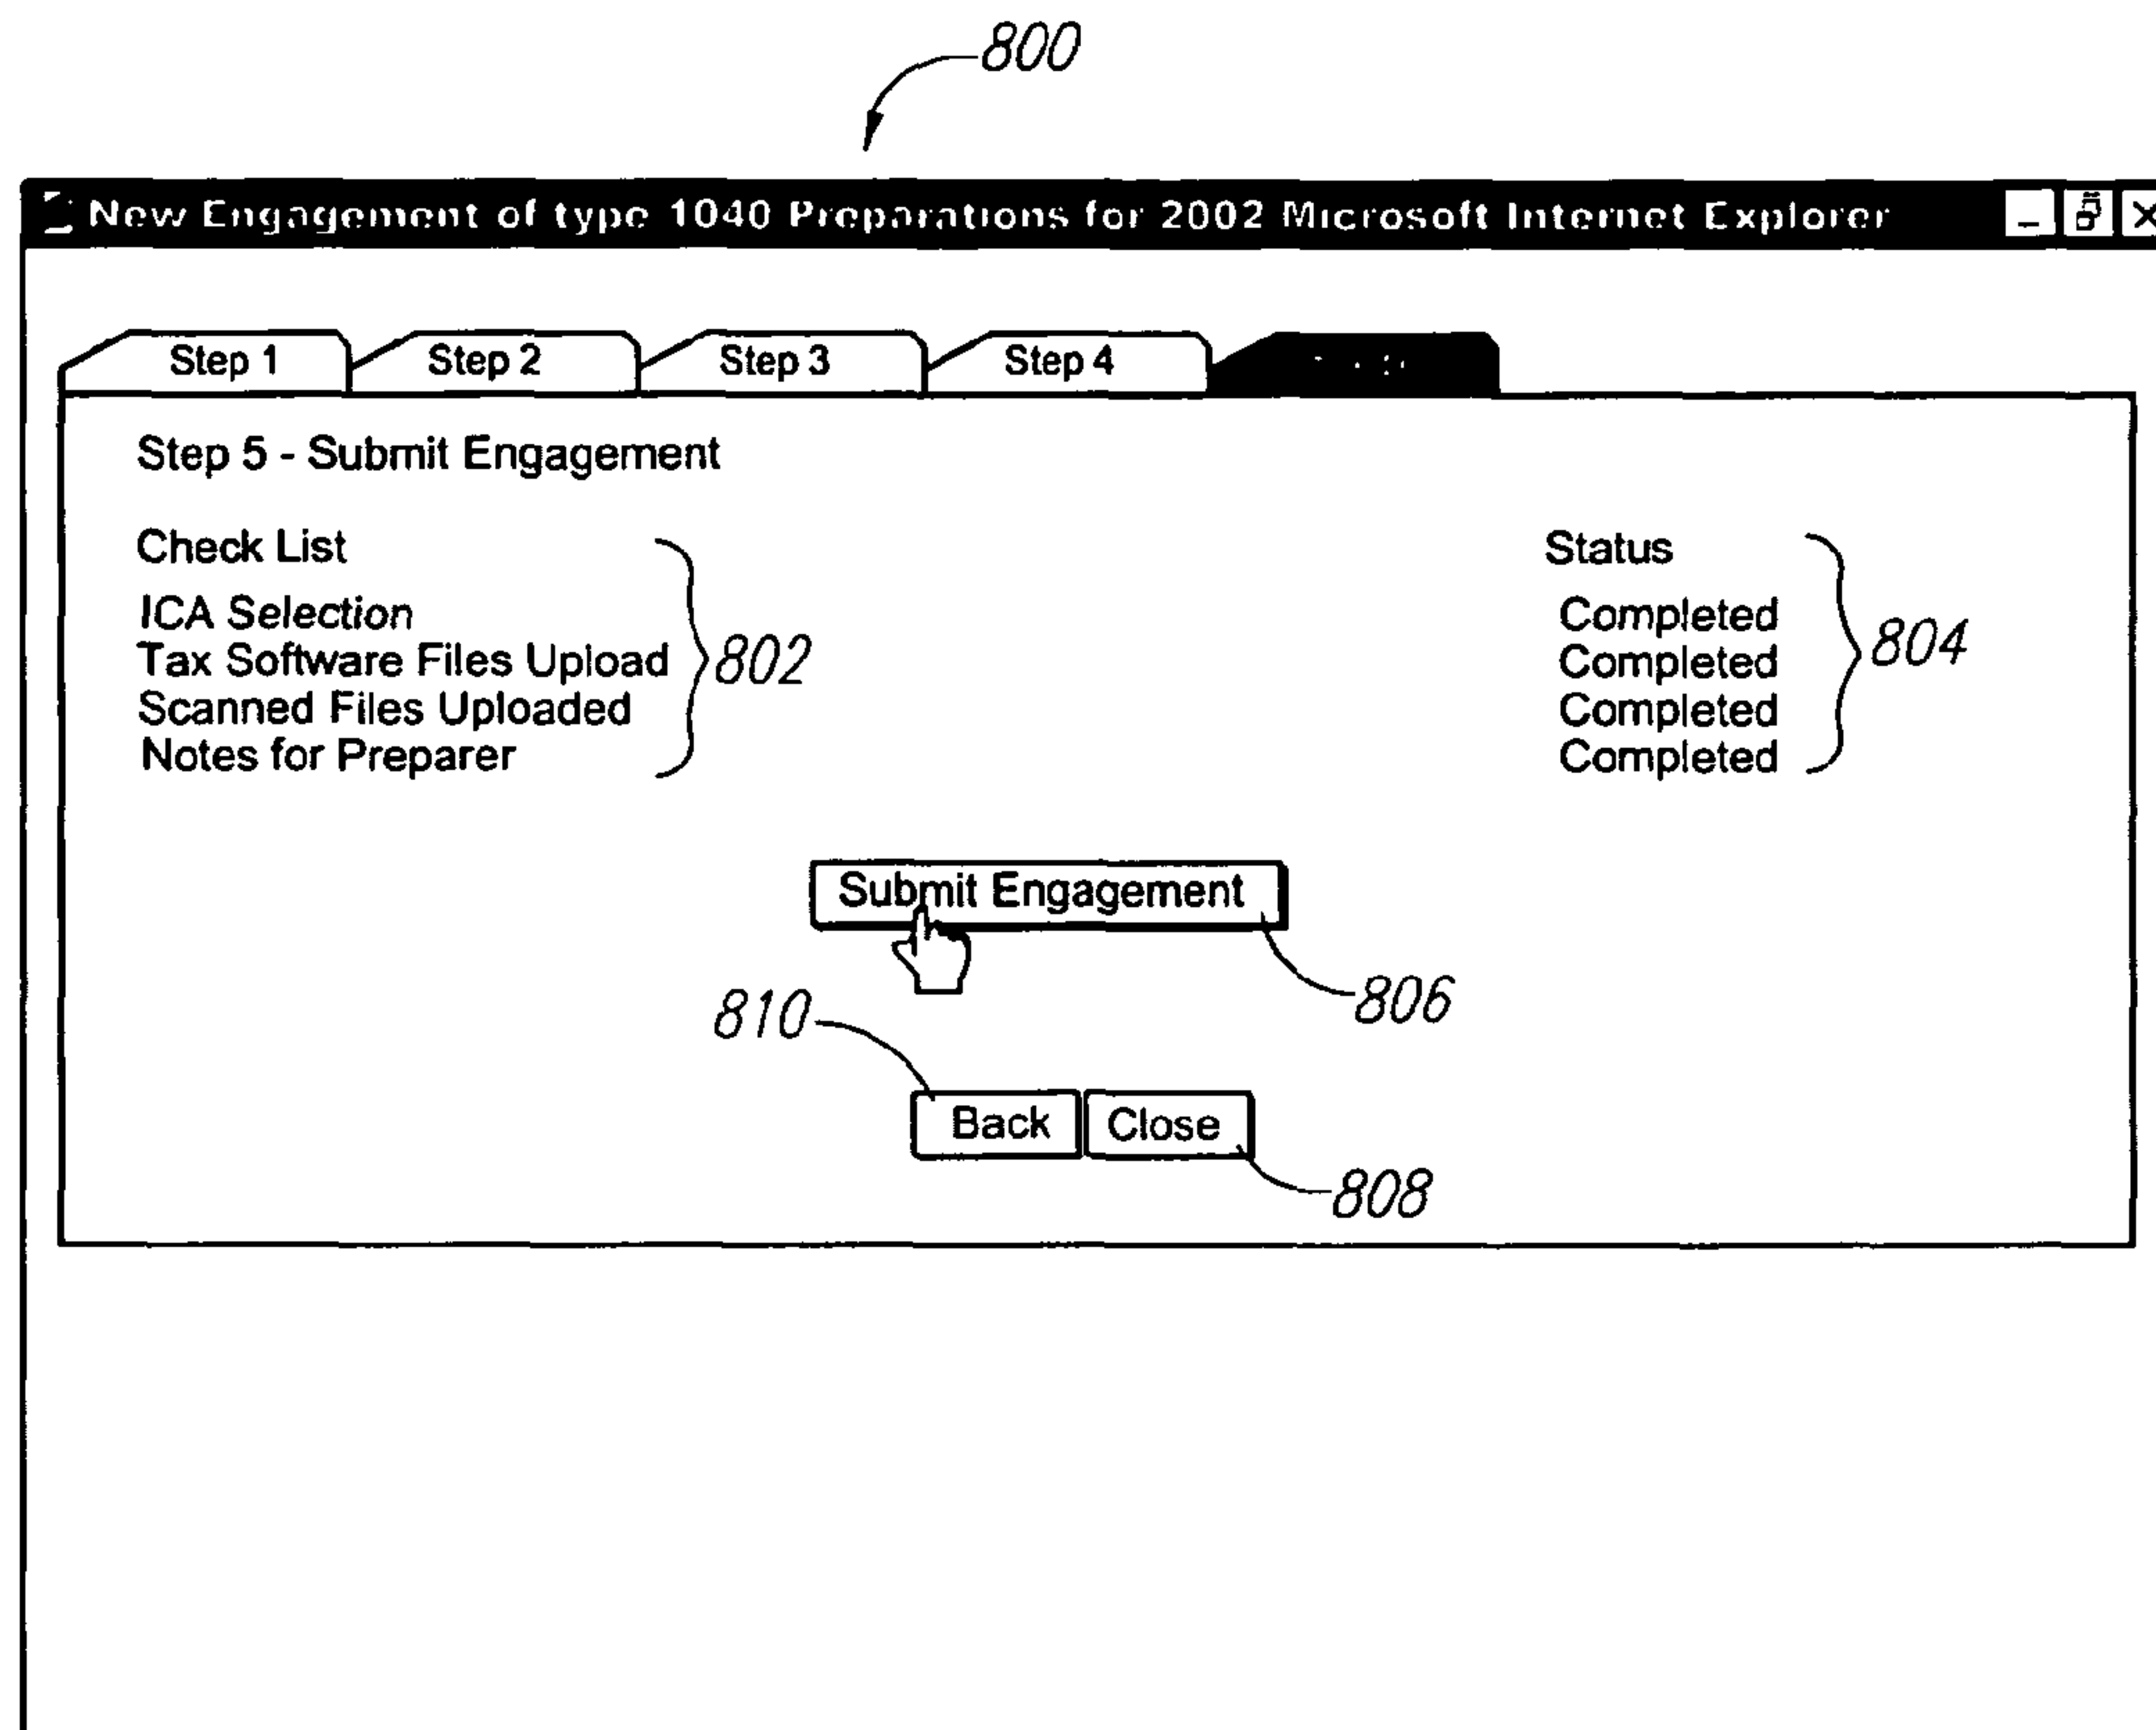 800
New Engagement of type 1040 Preparations for 2002 Microsoft Internet Explorer
Step 1 Step 2 Step 3 Step 4
Step 5 - Submit Engagement
Check List Status
ICA Selection Completed
Tax Software Files Upload 802 Completed 804
Scanned Files Uploaded Completed
Notes for Preparer Completed
Submit Engagement
806
810
Back Close
808